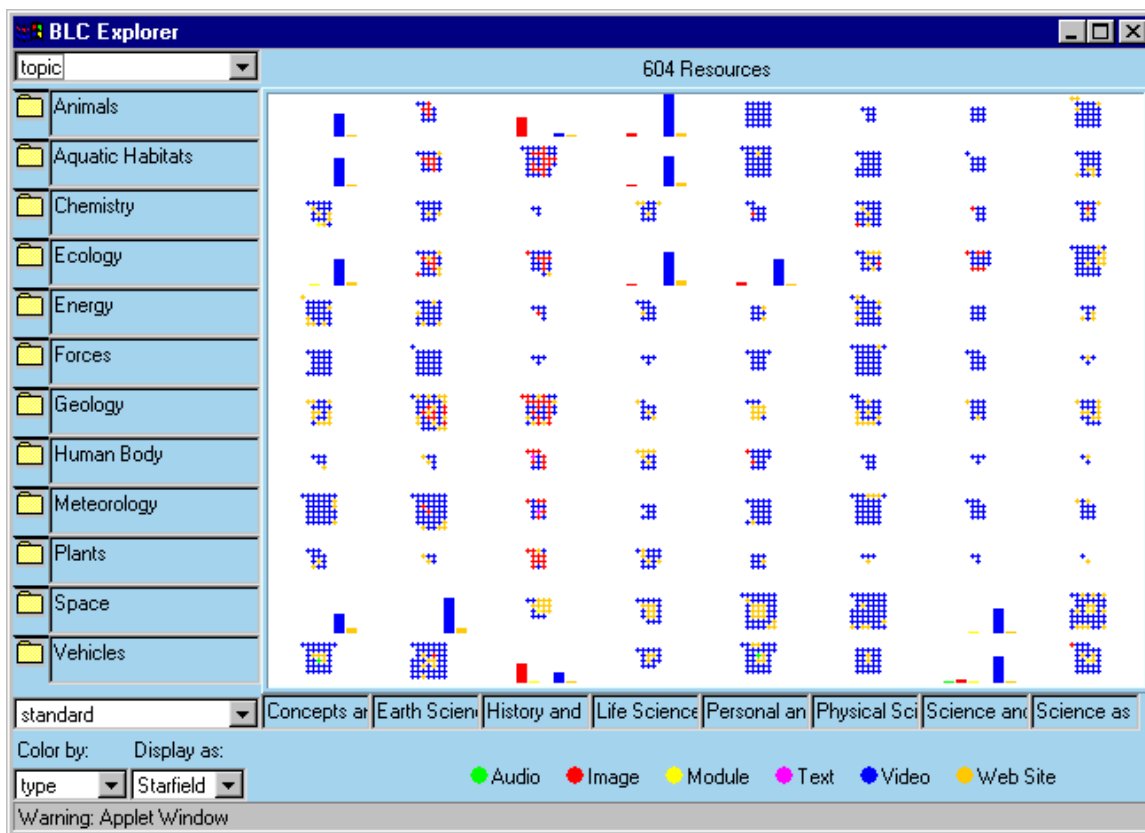 BLC Explorer
topic
604 Resources
Animals
Aquatic Habitats
Chemistry
Ecology
Energy
Forces
Geology
Human Body
Meteorology
Plants
Space
Vehicles
standard
Concepts ar Earth Scien History and Life Science Personal an Physical Sci Science and Science as
Color by: Display as:
type Starfield
Audio Image Module Text Video Web Site
Warning: Applet Window